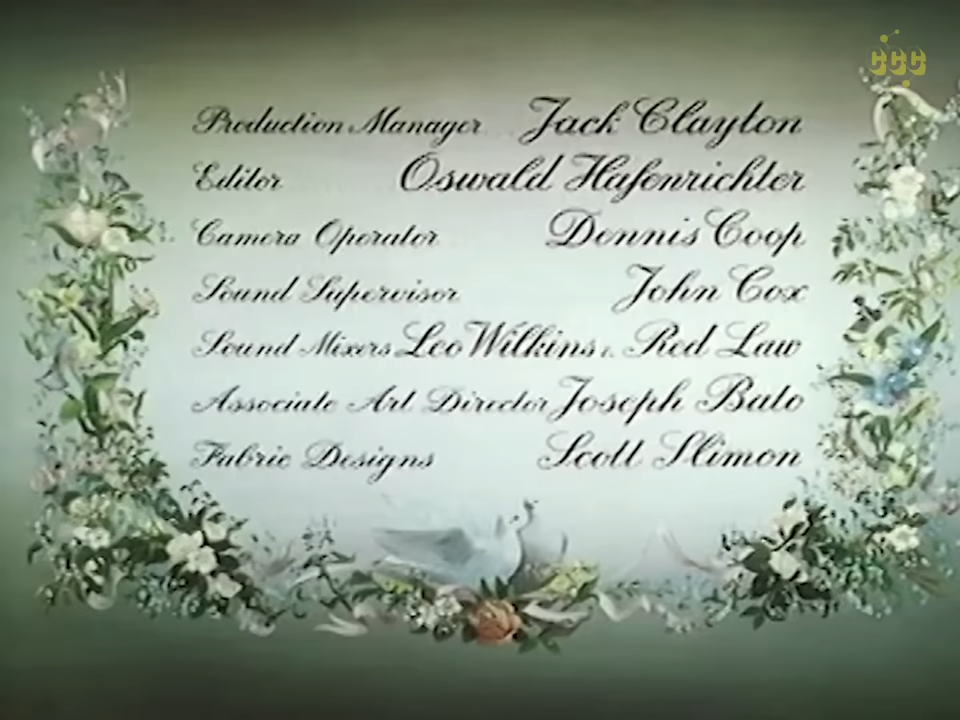 CCC
Production Manager Jack Clayton
Editor Oswald Hafenrichter
Camera Operator Dennis Coop
Sound Supervisor John Cox
Sound Mixers Leo Wilkins & Red Law
Associate Art Director Joseph Bato
Fabric Designs Scott Slimon